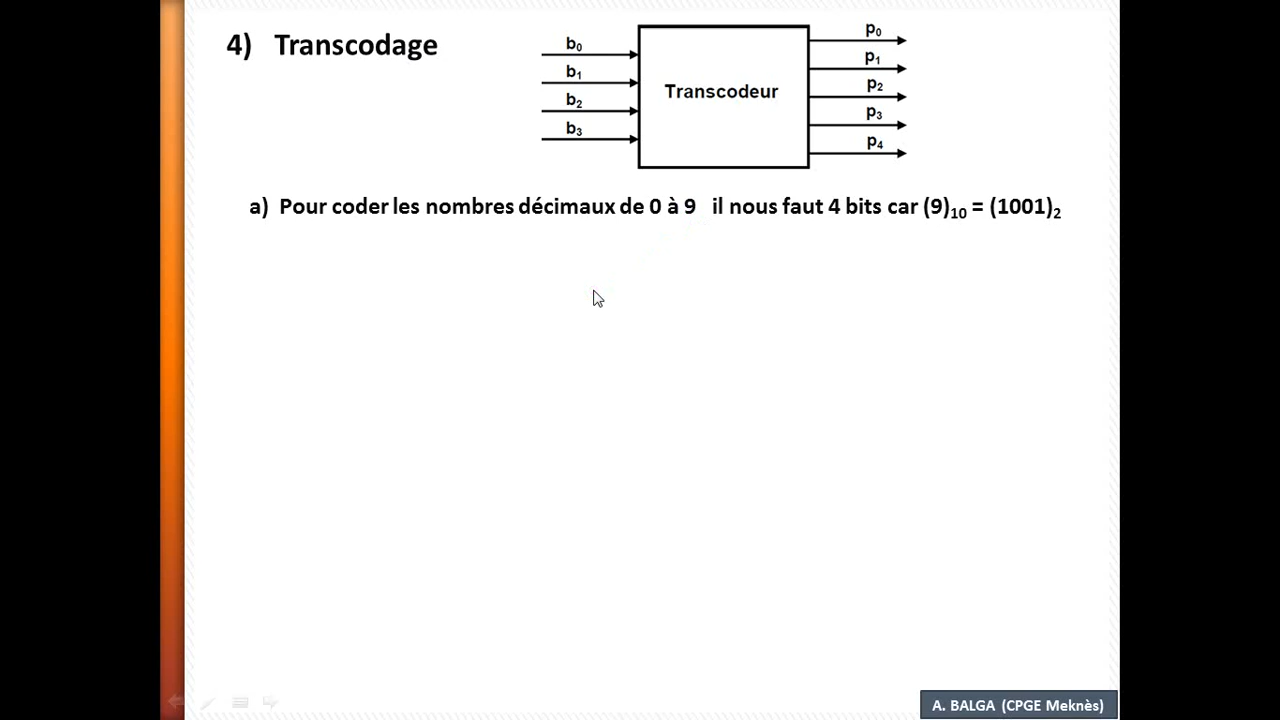 4) Transcodage
b₀
b₁
b₂
b₃
Transcodeur
p₀
p₁
p₂
p₃
p₄
a) Pour coder les nombres décimaux de 0 à 9 il nous faut 4 bits car (9)₁₀ = (1001)₂
A. BALGA (CPGE Meknès)